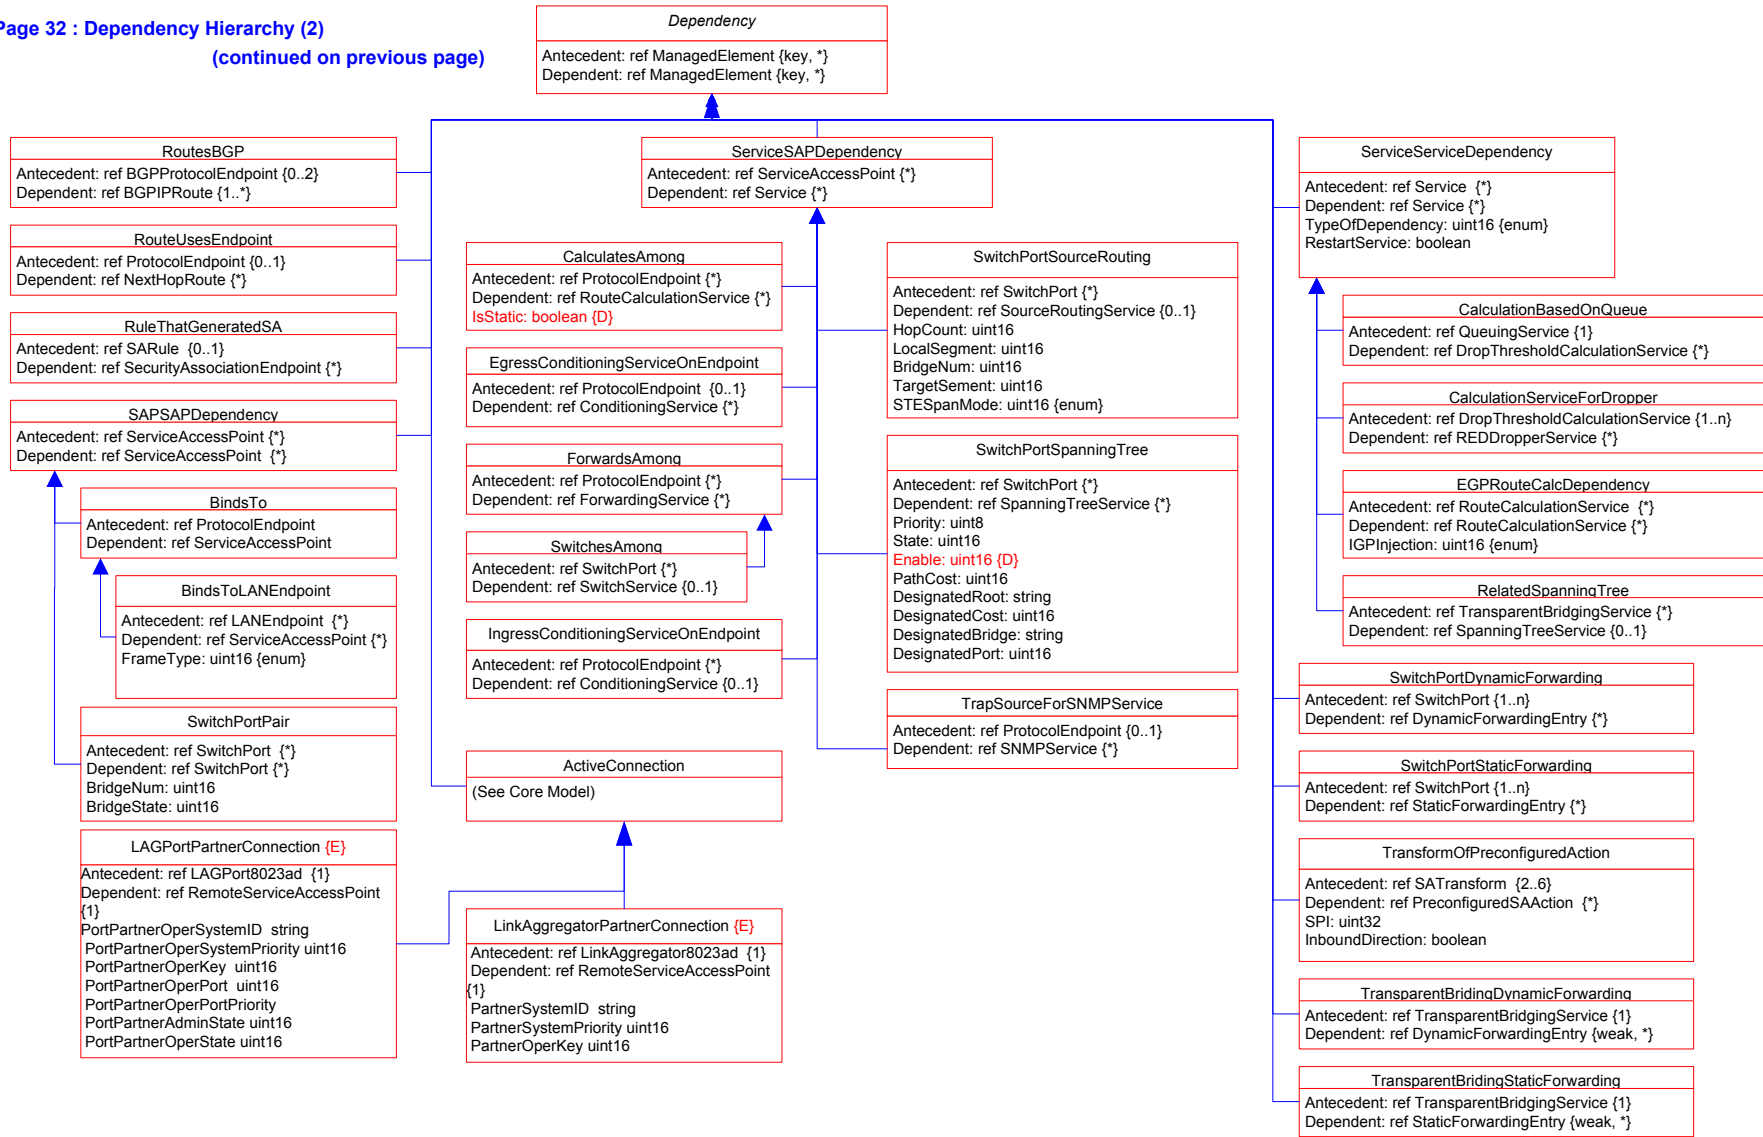 Page 32 : Dependency Hierarchy (2)
(continued on previous page)
Dependency
Antecedent: ref ManagedElement {key, *}
Dependent: ref ManagedElement {key, *}
RoutesBGP
Antecedent: ref BGPProtocolEndpoint {0..2}
Dependent: ref BGPIPRoute {1..*}
RouteUsesEndpoint
Antecedent: ref ProtocolEndpoint {0..1}
Dependent: ref NextHopRoute {*}
RuleThatGeneratedSA
Antecedent: ref SARule  {0..1}
Dependent: ref SecurityAssociationEndpoint {*}
SAPSAPDependency
Antecedent: ref ServiceAccessPoint {*}
Dependent: ref ServiceAccessPoint  {*}
BindsTo
Antecedent: ref ProtocolEndpoint
Dependent: ref ServiceAccessPoint
BindsToLANEndpoint
Antecedent: ref LANEndpoint  {*}
Dependent: ref ServiceAccessPoint {*}
FrameType: uint16 {enum}
SwitchPortPair
Antecedent: ref SwitchPort  {*}
Dependent: ref SwitchPort {*}
BridgeNum: uint16
BridgeState: uint16
LAGPortPartnerConnection {E}
Antecedent: ref LAGPort8023ad  {1}
Dependent: ref RemoteServiceAccessPoint
{1}
PortPartnerOperSystemID  string
PortPartnerOperSystemPriority uint16
PortPartnerOperKey  uint16
PortPartnerOperPort  uint16
PortPartnerOperPortPriority
PortPartnerAdminState uint16
PortPartnerOperState uint16
ServiceSAPDependency
Antecedent: ref ServiceAccessPoint {*}
Dependent: ref Service {*}
CalculatesAmong
Antecedent: ref ProtocolEndpoint {*}
Dependent: ref RouteCalculationService {*}
IsStatic: boolean {D}
EgressConditioningServiceOnEndpoint
Antecedent: ref ProtocolEndpoint  {0..1}
Dependent: ref ConditioningService {*}
ForwardsAmong
Antecedent: ref ProtocolEndpoint {*}
Dependent: ref ForwardingService {*}
SwitchesAmong
Antecedent: ref SwitchPort {*}
Dependent: ref SwitchService {0..1}
IngressConditioningServiceOnEndpoint
Antecedent: ref ProtocolEndpoint {*}
Dependent: ref ConditioningService {0..1}
ActiveConnection
(See Core Model)
LinkAggregatorPartnerConnection {E}
Antecedent: ref LinkAggregator8023ad  {1}
Dependent: ref RemoteServiceAccessPoint
{1}
PartnerSystemID  string
PartnerSystemPriority uint16
PartnerOperKey uint16
SwitchPortSourceRouting
Antecedent: ref SwitchPort {*}
Dependent: ref SourceRoutingService {0..1}
HopCount: uint16
LocalSegment: uint16
BridgeNum: uint16
TargetSement: uint16
STESpanMode: uint16 {enum}
SwitchPortSpanningTree
Antecedent: ref SwitchPort {*}
Dependent: ref SpanningTreeService {*}
Priority: uint8
State: uint16
Enable: uint16 {D}
PathCost: uint16
DesignatedRoot: string
DesignatedCost: uint16
DesignatedBridge: string
DesignatedPort: uint16
TrapSourceForSNMPService
Antecedent: ref ProtocolEndpoint {0..1}
Dependent: ref SNMPService {*}
ServiceServiceDependency
Antecedent: ref Service  {*}
Dependent: ref Service {*}
TypeOfDependency: uint16 {enum}
RestartService: boolean
CalculationBasedOnQueue
Antecedent: ref QueuingService {1}
Dependent: ref DropThresholdCalculationService {*}
CalculationServiceForDropper
Antecedent: ref DropThresholdCalculationService {1..n}
Dependent: ref REDDropperService {*}
EGPRouteCalcDependency
Antecedent: ref RouteCalculationService  {*}
Dependent: ref RouteCalculationService {*}
IGPInjection: uint16 {enum}
RelatedSpanningTree
Antecedent: ref TransparentBridgingService {*}
Dependent: ref SpanningTreeService {0..1}
SwitchPortDynamicForwarding
Antecedent: ref SwitchPort {1..n}
Dependent: ref DynamicForwardingEntry {*}
SwitchPortStaticForwarding
Antecedent: ref SwitchPort {1..n}
Dependent: ref StaticForwardingEntry {*}
TransformOfPreconfiguredAction
Antecedent: ref SATransform  {2..6}
Dependent: ref PreconfiguredSAAction  {*}
SPI: uint32
InboundDirection: boolean
TransparentBridingDynamicForwarding
Antecedent: ref TransparentBridgingService {1}
Dependent: ref DynamicForwardingEntry {weak, *}
TransparentBridingStaticForwarding
Antecedent: ref TransparentBridgingService {1}
Dependent: ref StaticForwardingEntry {weak, *}